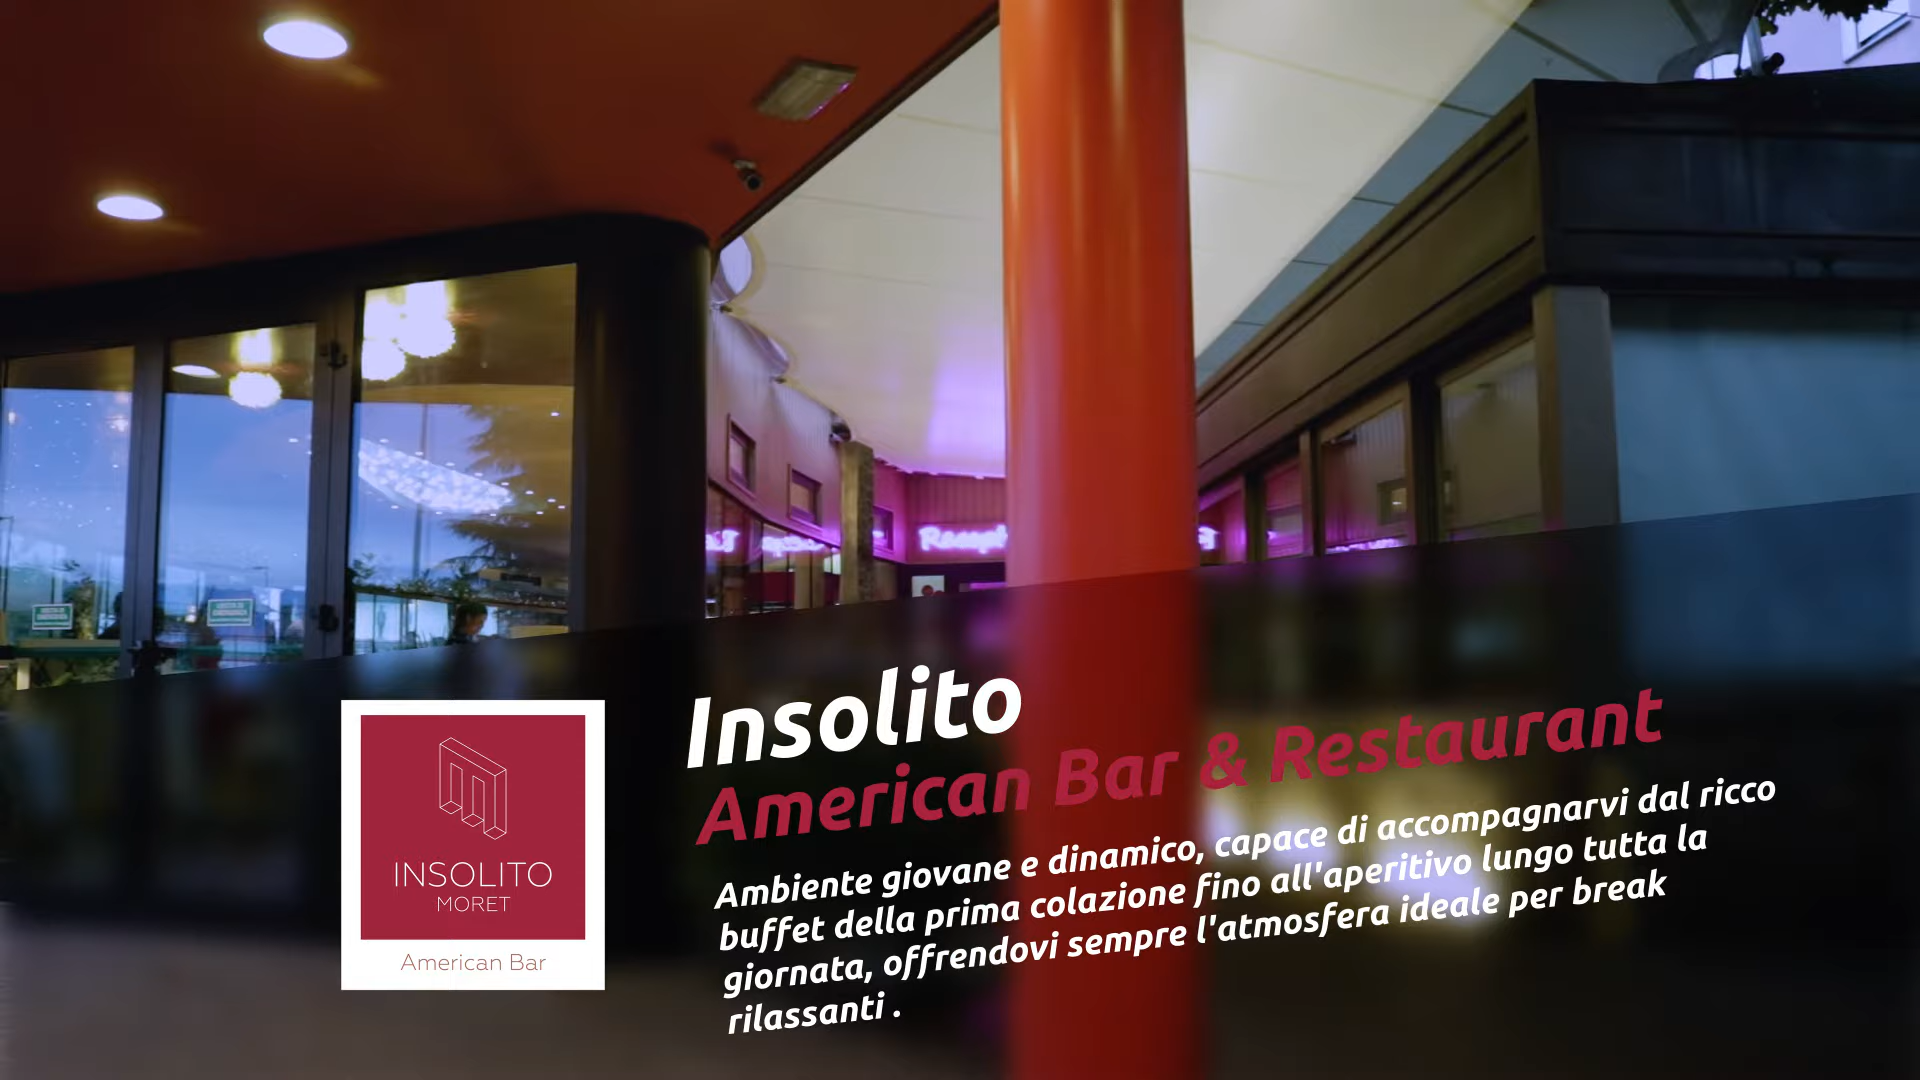 Insolito
American Bar & Restaurant
Ambiente giovane e dinamico, capace di accompagnarvi dal ricco
buffet della prima colazione fino all'aperitivo lungo tutta la
giornata, offrendovi sempre l'atmosfera ideale per break
rilassanti .
INSOLITO
MORET
American Bar